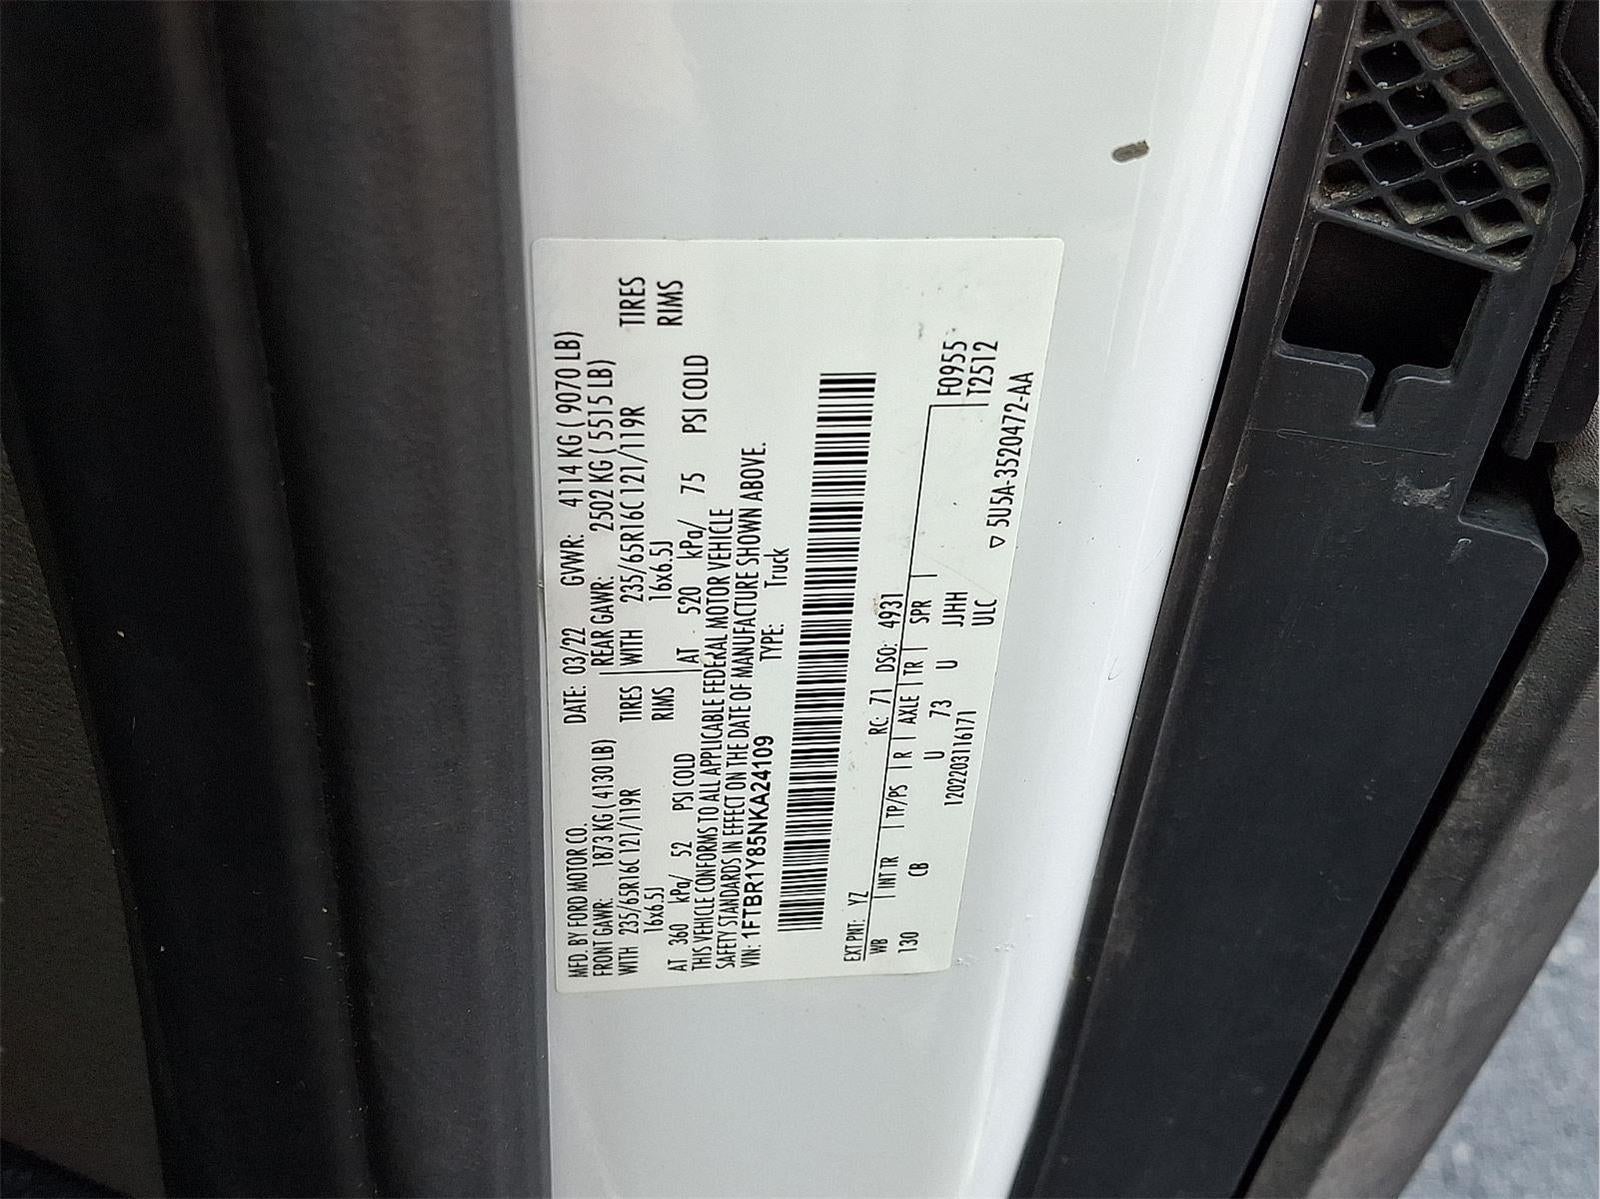 MFD. BY FORD MOTOR CO. DATE: 03/22 GVWR: 4114 KG ( 9070 LB)
FRONT GAWR: 1873 KG ( 4130 LB) REAR GAWR: 2502 KG ( 5515 LB)
WITH 235/65R16C 121/119R TIRES WITH 235/65R16C 121/119R TIRES
16x6.5J RIMS 16x6.5J RIMS
AT 360 kPa/ 52 PSI COLD AT 520 kPa/ 75 PSI COLD
THIS VEHICLE CONFORMS TO ALL APPLICABLE FEDERAL MOTOR VEHICLE
SAFETY STANDARDS IN EFFECT ON THE DATE OF MANUFACTURE SHOWN ABOVE.
VIN: 1FTBR1Y85NKA24109 TYPE: Truck
EXT PNT: YZ RC: 71 DSO: 4931
WB INT TR TP/PS R AXLE TR SPR F0955
130 CB U 73 U JJHH T2512
1202203116171 ULC
▽ 5U5A-3520472-AA